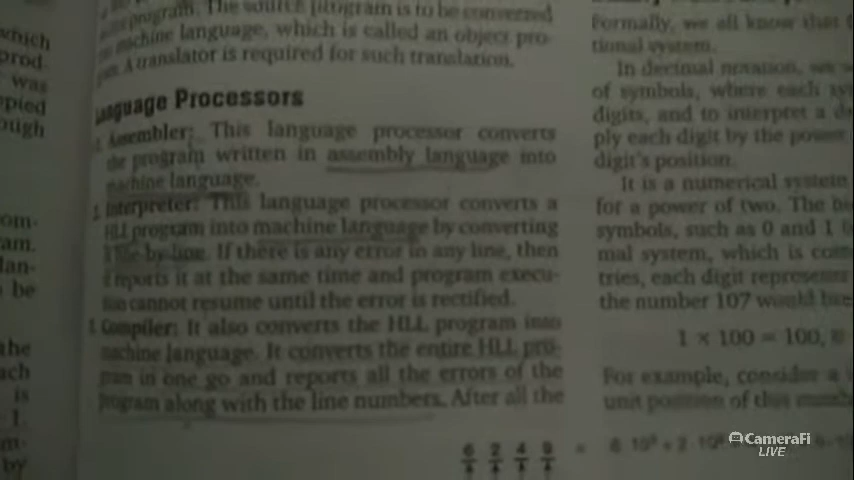 which
prod-
was
pied
ough
om-
am.
lan-
be
the
ach
is
1.
m-
by
program. The source program is to be converted
machine language, which is called an object pro-
A translator is required for such translation.
Language Processors
1. Assembler: This language processor converts
the program written in assembly language into
machine language.
2. Interpreter: This language processor converts a
HLL program into machine language by converting
it line-by-line. If there is any error in any line, then
it reports it at the same time and program execu-
tion cannot resume until the error is rectified.
3. Compiler: It also converts the HLL program into
machine language. It converts the entire HLL pro-
gram in one go and reports all the errors of the
program along with the line numbers. After all the
Formally, we all know that
tional system.
In decimal notation, we
of symbols, where each
digits, and to interpret a
ply each digit by the power
digit's position.
It is a numerical system
for a power of two. The
symbols, such as 0 and 1
mal system, which is
tries, each digit represents
the number 107 would
1 × 100 = 100,
For example, consider a
unit position of this
6 2 4 9 =
CameraFi
LIVE